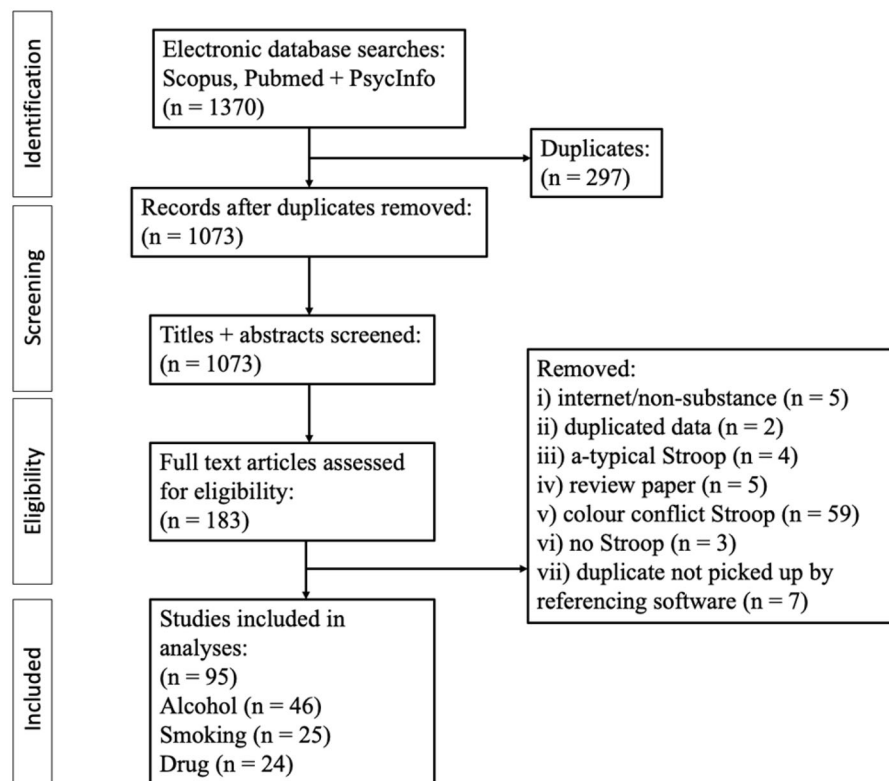 Identification
Electronic database searches:
Scopus, Pubmed + PsycInfo
(n = 1370)
Duplicates:
(n = 297)
Screening
Records after duplicates removed:
(n = 1073)
Titles + abstracts screened:
(n = 1073)
Eligibility
Full text articles assessed
for eligibility:
(n = 183)
Removed:
i) internet/non-substance (n = 5)
ii) duplicated data (n = 2)
iii) a-typical Stroop (n = 4)
iv) review paper (n = 5)
v) colour conflict Stroop (n = 59)
vi) no Stroop (n = 3)
vii) duplicate not picked up by
referencing software (n = 7)
Included
Studies included in
analyses:
(n = 95)
Alcohol (n = 46)
Smoking (n = 25)
Drug (n = 24)